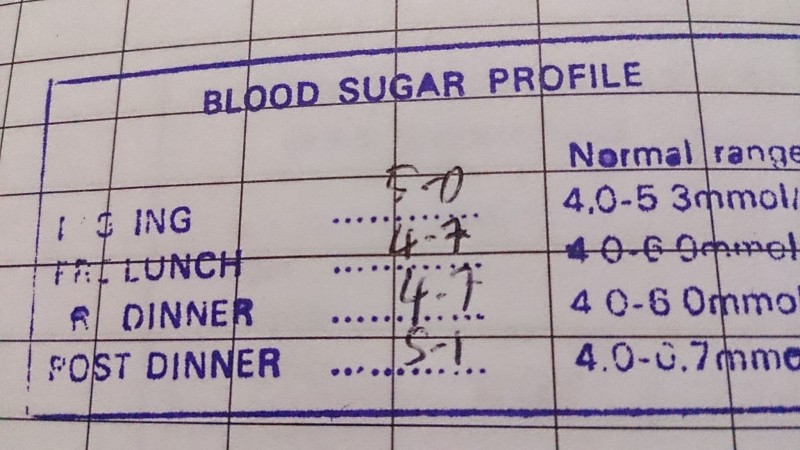 BLOOD SUGAR PROFILE
Normal range
ING .......... 5-0 4.0-5 3mmol/
LUNCH .......... 4-7 4 0-6 0mmol
DINNER .......... 4-7 4 0-6 0mmo
POST DINNER .......... 5-1 4.0-6.7mmo